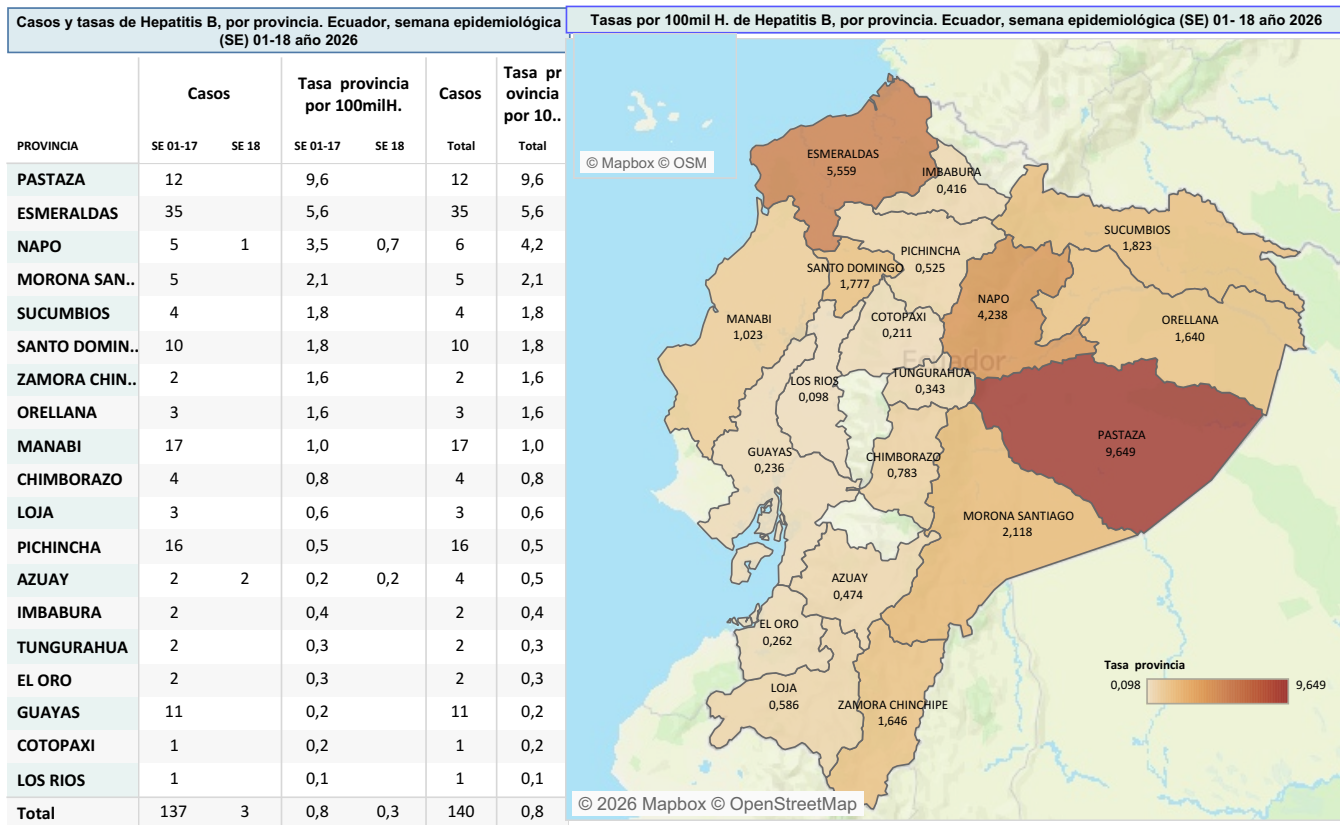 Casos y tasas de Hepatitis B, por provincia. Ecuador, semana epidemiológica
(SE) 01-18 año 2026
Casos Tasa provincia por 100milH. Casos Tasa pr ovincia por 10..
PROVINCIA SE 01-17 SE 18 SE 01-17 SE 18 Total Total
PASTAZA 12 9,6 12 9,6
ESMERALDAS 35 5,6 35 5,6
NAPO 5 1 3,5 0,7 6 4,2
MORONA SAN.. 5 2,1 5 2,1
SUCUMBIOS 4 1,8 4 1,8
SANTO DOMIN.. 10 1,8 10 1,8
ZAMORA CHIN.. 2 1,6 2 1,6
ORELLANA 3 1,6 3 1,6
MANABI 17 1,0 17 1,0
CHIMBORAZO 4 0,8 4 0,8
LOJA 3 0,6 3 0,6
PICHINCHA 16 0,5 16 0,5
AZUAY 2 2 0,2 0,2 4 0,5
IMBABURA 2 0,4 2 0,4
TUNGURAHUA 2 0,3 2 0,3
EL ORO 2 0,3 2 0,3
GUAYAS 11 0,2 11 0,2
COTOPAXI 1 0,2 1 0,2
LOS RIOS 1 0,1 1 0,1
Total 137 3 0,8 0,3 140 0,8
Tasas por 100mil H. de Hepatitis B, por provincia. Ecuador, semana epidemiológica (SE) 01- 18 año 2026
© Mapbox © OSM
ESMERALDAS
5,559
IMBABURA
0,416
SUCUMBIOS
1,823
PICHINCHA
0,525
SANTO DOMINGO
1,777
NAPO
4,238
MANABI
1,023
COTOPAXI
0,211
ORELLANA
1,640
Ecuador
TUNGURAHUA
0,343
LOS RIOS
0,098
PASTAZA
9,649
GUAYAS
0,236
CHIMBORAZO
0,783
MORONA SANTIAGO
2,118
AZUAY
0,474
EL ORO
0,262
LOJA
0,586
ZAMORA CHINCHIPE
1,646
Tasa provincia
0,098 9,649
© 2026 Mapbox © OpenStreetMap